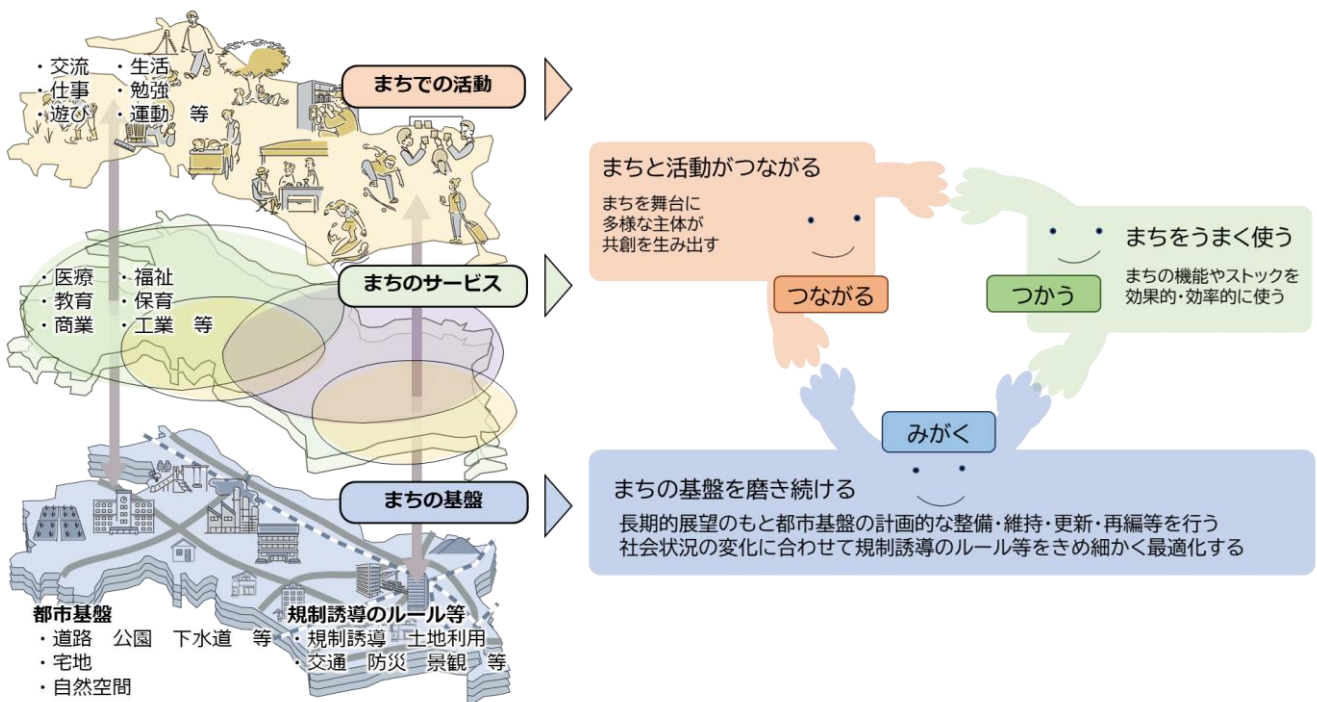 ・交流 ・生活
・仕事 ・勉強
・遊び ・運動 等
まちでの活動
・医療 ・福祉
・教育 ・保育
・商業 ・工業 等
まちのサービス
まちの基盤
都市基盤
・道路 公園 下水道 等
・宅地
・自然空間
規制誘導のルール等
・規制誘導 土地利用
・交通 防災 景観 等
まちと活動がつながる
まちを舞台に
多様な主体が
共創を生み出す
つながる
まちをうまく使う
まちの機能やストックを
効果的・効率的に使う
つかう
みがく
まちの基盤を磨き続ける
長期的展望のもと都市基盤の計画的な整備・維持・更新・再編等を行う
社会状況の変化に合わせて規制誘導のルール等をきめ細かく最適化する